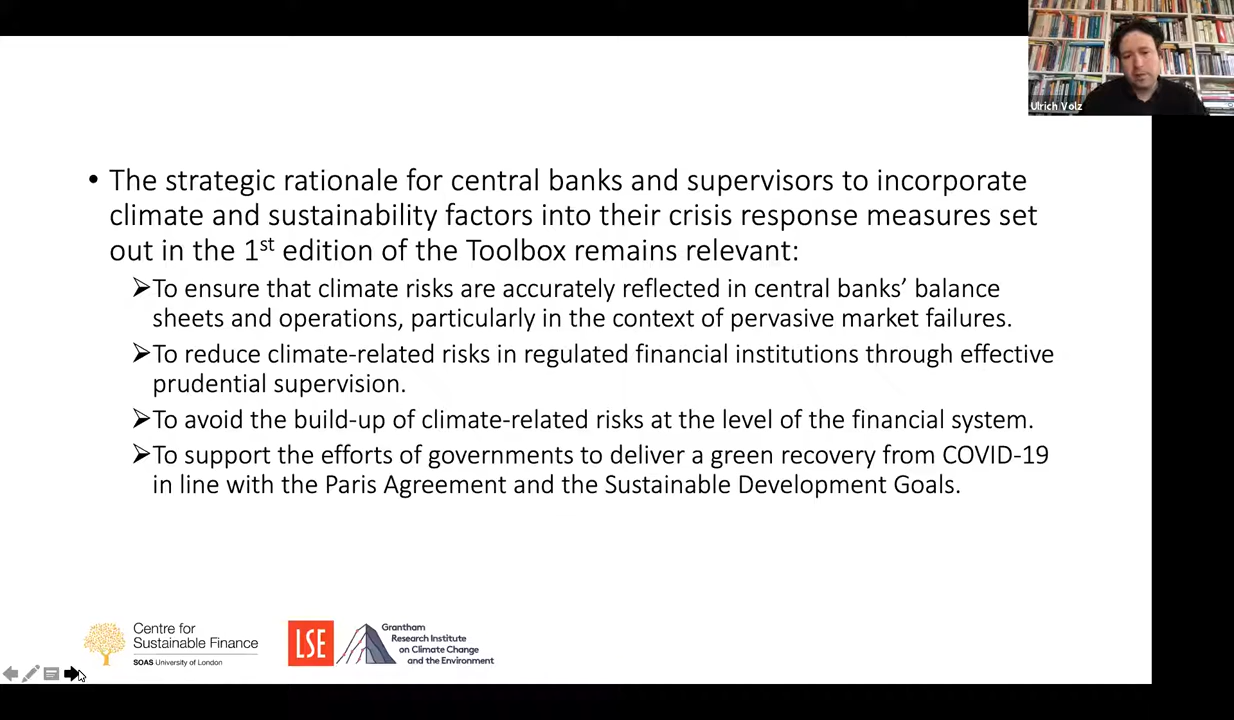 Ulrich Volz
• The strategic rationale for central banks and supervisors to incorporate
climate and sustainability factors into their crisis response measures set
out in the 1st edition of the Toolbox remains relevant:
➢To ensure that climate risks are accurately reflected in central banks’ balance
sheets and operations, particularly in the context of pervasive market failures.
➢To reduce climate-related risks in regulated financial institutions through effective
prudential supervision.
➢To avoid the build-up of climate-related risks at the level of the financial system.
➢To support the efforts of governments to deliver a green recovery from COVID-19
in line with the Paris Agreement and the Sustainable Development Goals.
Centre for
Sustainable Finance
SOAS University of London
LSE
Grantham
Research Institute
on Climate Change
and the Environment